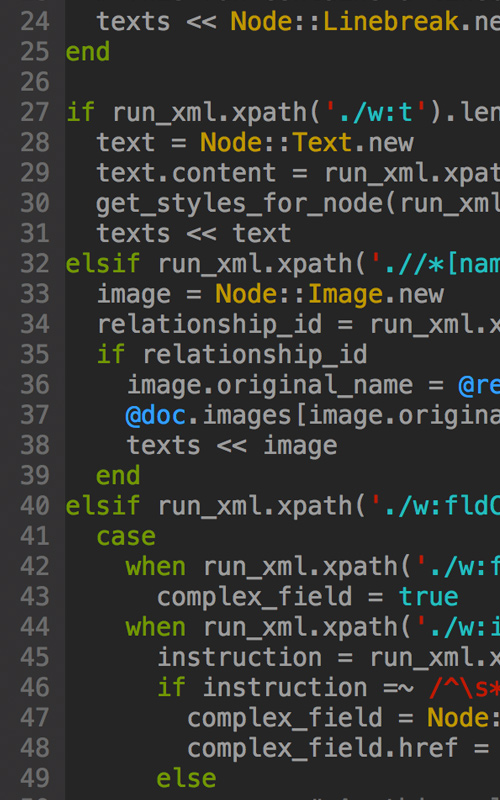 24 texts << Node::Linebreak.ne
25 end
26
27 if run_xml.xpath('./w:t').len
28 text = Node::Text.new
29 text.content = run_xml.xpat
30 get_styles_for_node(run_xml
31 texts << text
32 elsif run_xml.xpath('.//*[nam
33 image = Node::Image.new
34 relationship_id = run_xml.x
35 if relationship_id
36 image.original_name = @re
37 @doc.images[image.origina
38 texts << image
39 end
40 elsif run_xml.xpath('./w:fldC
41 case
42 when run_xml.xpath('./w:f
43 complex_field = true
44 when run_xml.xpath('./w:i
45 instruction = run_xml.x
46 if instruction =~ /^\s*
47 complex_field = Node:
48 complex_field.href =
49 else